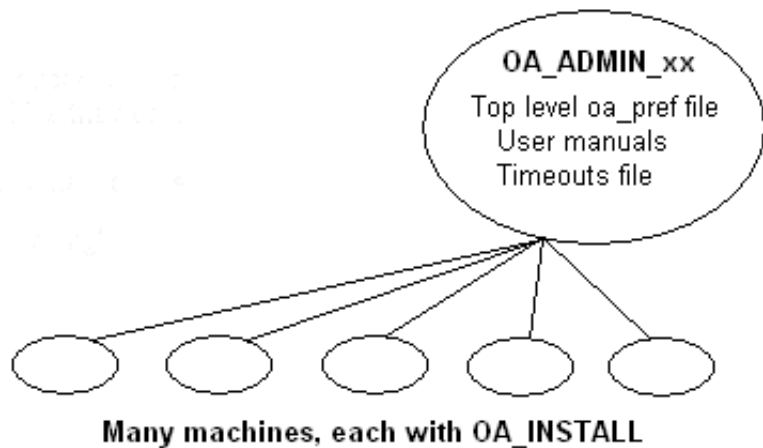 OA_ADMIN_xx
Top level oa_pref file
User manuals
Timeouts file
Many machines, each with OA_INSTALL